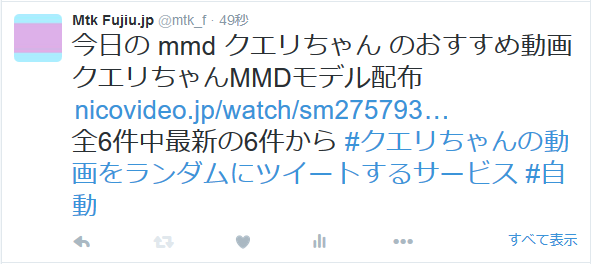 Mtk Fujiu.jp @mtk_f · 49秒
今日の mmd クエリちゃん のおすすめ動画
クエリちゃんMMDモデル配布
nicovideo.jp/watch/sm275793…
全6件中最新の6件から #クエリちゃんの動
画をランダムにツイートするサービス #自
動
すべて表示